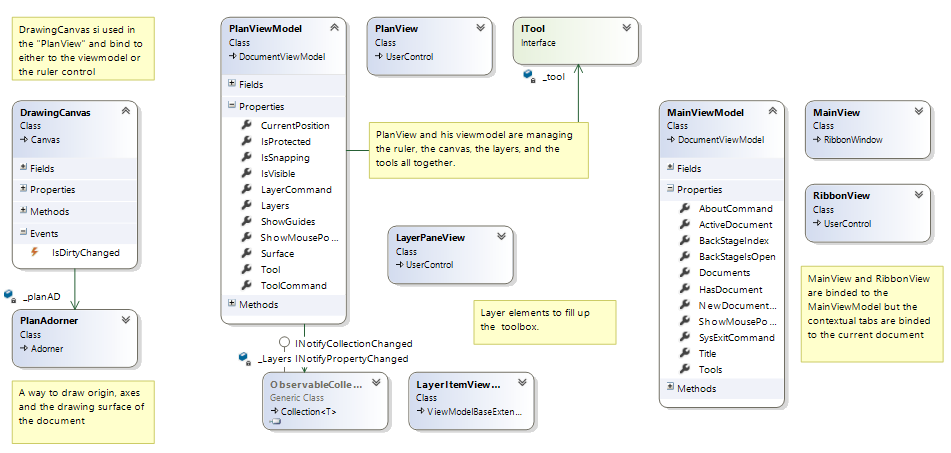 DrawingCanvas si used in
the "PlanView" and bind to
either to the viewmodel or
the ruler control
DrawingCanvas
Class
Canvas
Fields
Properties
Methods
Events
IsDirtyChanged
_planAD
PlanAdorner
Class
Adorner
A way to draw origin, axes
and the drawing surface of
the document
PlanViewModel
Class
DocumentViewModel
Fields
Properties
CurrentPosition
IsProtected
IsSnapping
IsVisible
LayerCommand
Layers
ShowGuides
ShowMousePo...
Surface
Tool
ToolCommand
Methods
INotifyCollectionChanged
_Layers INotifyPropertyChanged
ObservableColle...
Generic Class
Collection<T>
PlanView
Class
UserControl
ITool
Interface
_tool
PlanView and his viewmodel are managing
the ruler, the canvas, the layers, and the
tools all together.
LayerPaneView
Class
UserControl
Layer elements to fill up
the toolbox.
LayerItemView...
Class
ViewModelBaseExten...
MainViewModel
Class
DocumentViewModel
Fields
Properties
AboutCommand
ActiveDocument
BackStageIndex
BackStageIsOpen
Documents
HasDocument
NewDocument...
ShowMousePo...
SysExitCommand
Title
Tools
Methods
MainView
Class
RibbonWindow
RibbonView
Class
UserControl
MainView and RibbonView
are binded to the
MainViewModel but the
contextual tabs are binded
to the current document